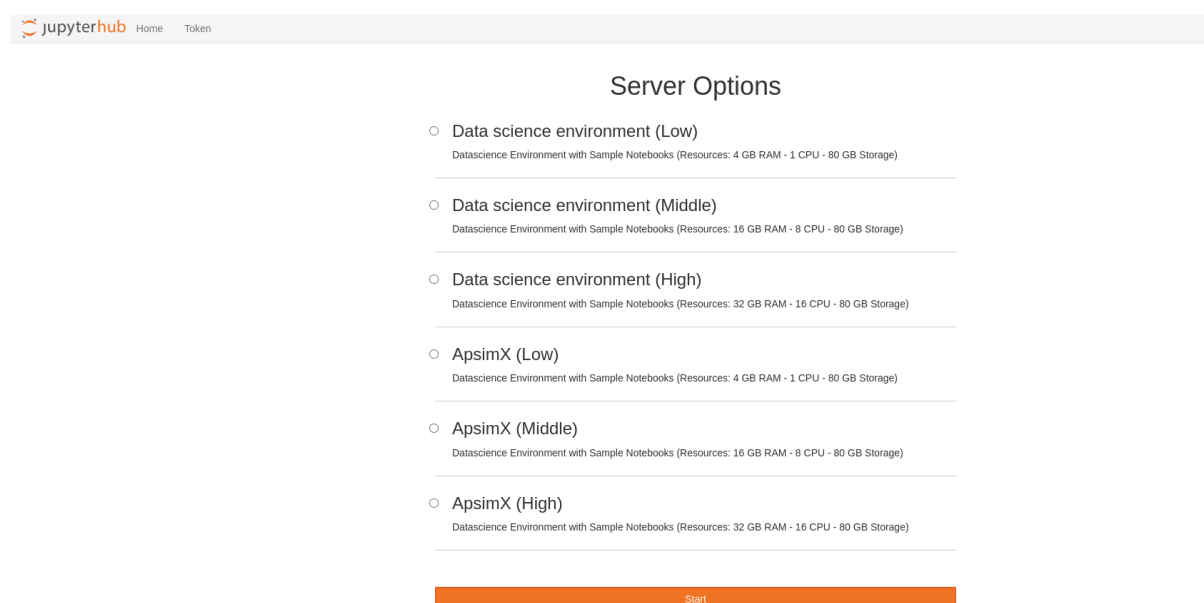 jupyterhub Home Token
Server Options
Data science environment (Low)
Datascience Environment with Sample Notebooks (Resources: 4 GB RAM - 1 CPU - 80 GB Storage)
Data science environment (Middle)
Datascience Environment with Sample Notebooks (Resources: 16 GB RAM - 8 CPU - 80 GB Storage)
Data science environment (High)
Datascience Environment with Sample Notebooks (Resources: 32 GB RAM - 16 CPU - 80 GB Storage)
ApsimX (Low)
Datascience Environment with Sample Notebooks (Resources: 4 GB RAM - 1 CPU - 80 GB Storage)
ApsimX (Middle)
Datascience Environment with Sample Notebooks (Resources: 16 GB RAM - 8 CPU - 80 GB Storage)
ApsimX (High)
Datascience Environment with Sample Notebooks (Resources: 32 GB RAM - 16 CPU - 80 GB Storage)
Start